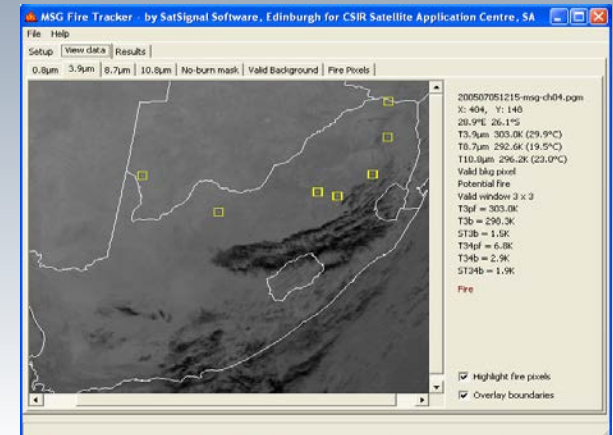 MSG Fire Tracker - by SatSignal Software, Edinburgh for CSIR Satellite Application Centre, SA
File Help
Setup View data Results
0.8µm 3.9µm 8.7µm 10.8µm No-burn mask Valid Background Fire Pixels
200507051215-msg-ch04.pgm
X: 404, Y: 148
28.9°E 26.1°S
T3.9µm 303.0K (29.9°C)
T8.7µm 292.6K (19.5°C)
T10.8µm 296.2K (23.0°C)
Valid bkg pixel
Potential fire
Valid window 3 x 3
T3pf = 303.0K
T3b = 298.3K
ST3b = 1.5K
T34pf = 6.8K
T34b = 2.9K
ST34b = 1.9K
Fire
Highlight fire pixels
Overlay boundaries